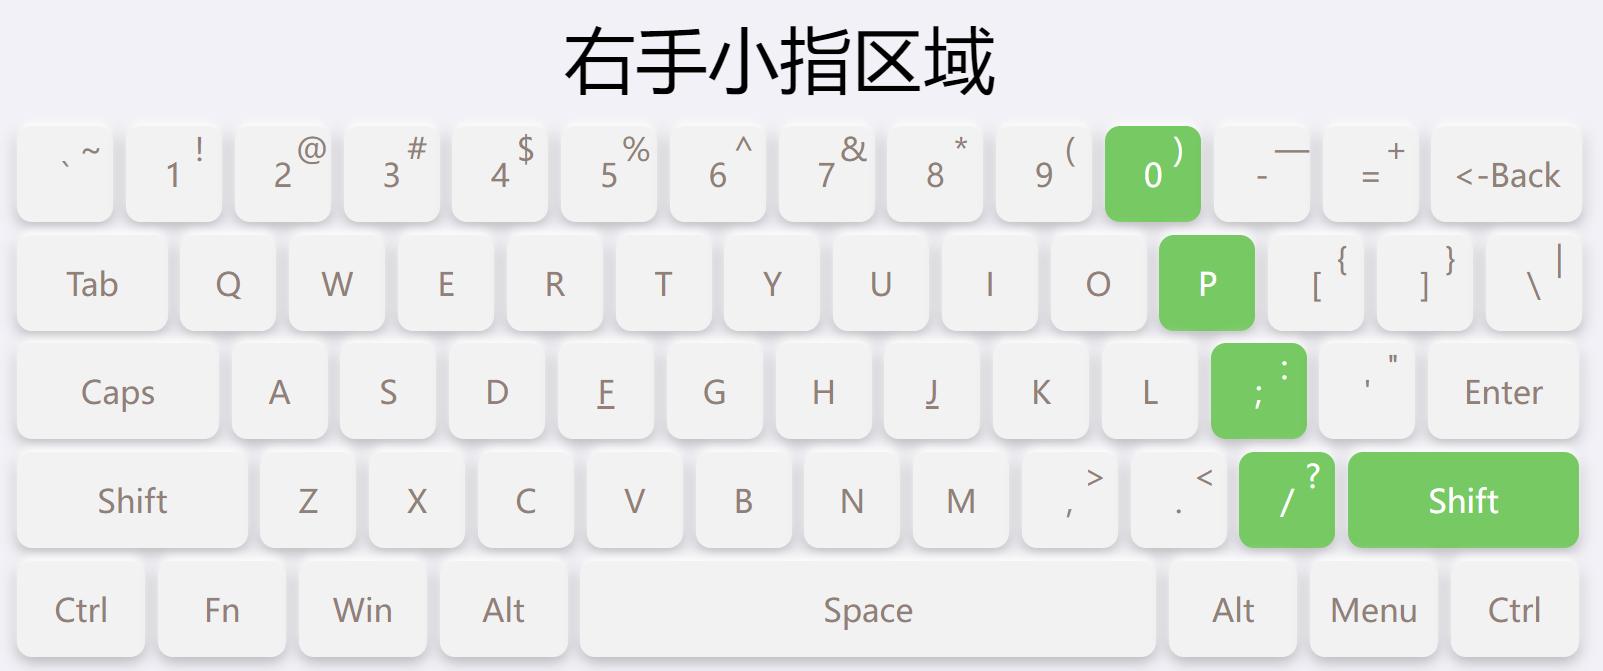 右手小指区域
` ~ 1 ! 2 @ 3 # 4 $ 5 % 6 ^ 7 & 8 * 9 ( 0 ) - — = + <-Back
Tab Q W E R T Y U I O P [ { ] } \ |
Caps A S D F G H J K L ; : ' " Enter
Shift Z X C V B N M , > . < / ? Shift
Ctrl Fn Win Alt Space Alt Menu Ctrl